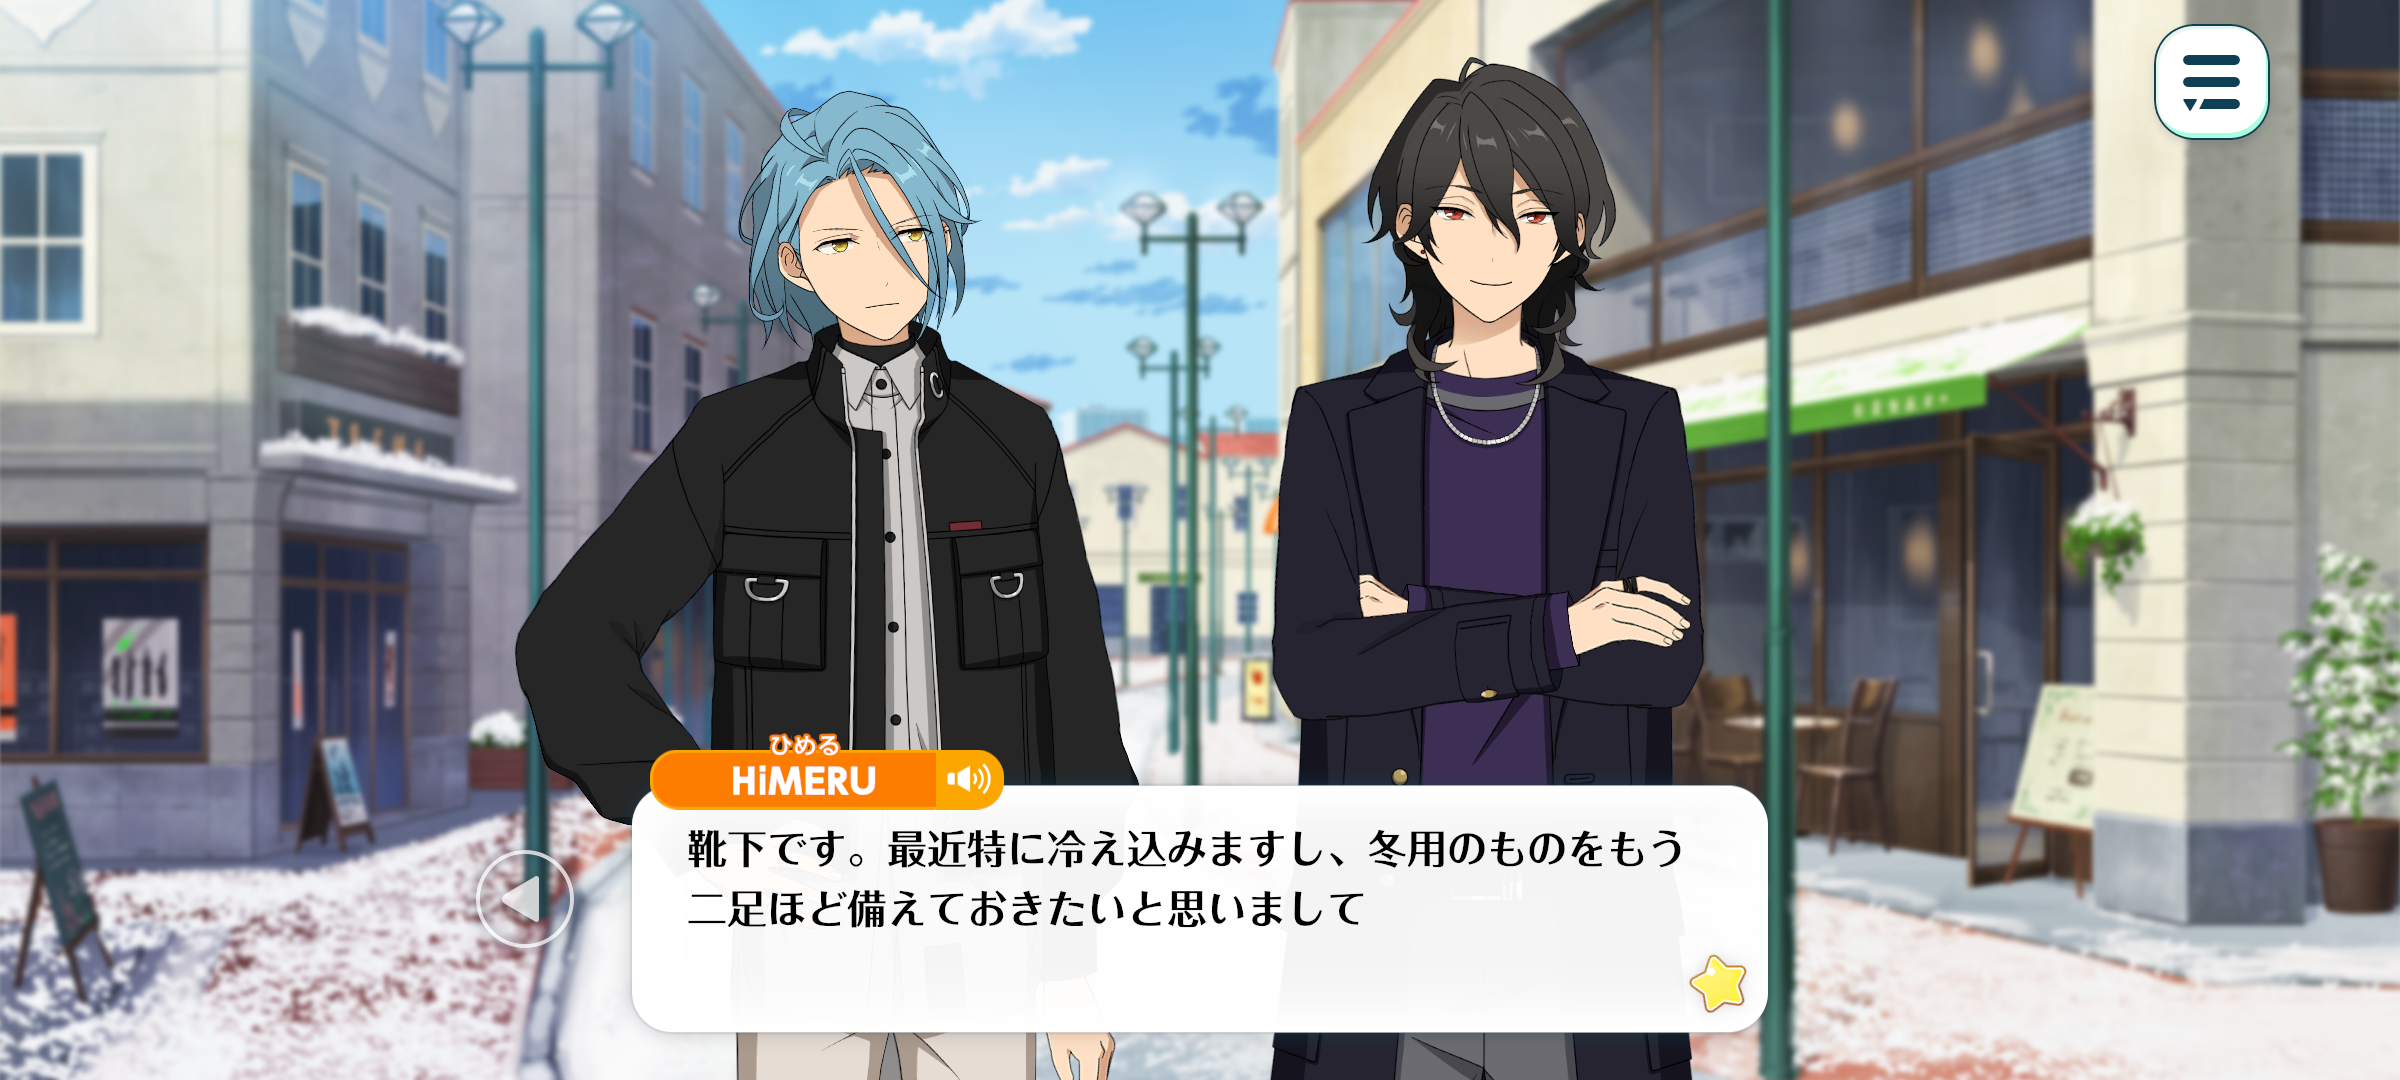 ひめる
HiMERU
靴下です。最近特に冷え込みますし、冬用のものをもう
二足ほど備えておきたいと思いまして